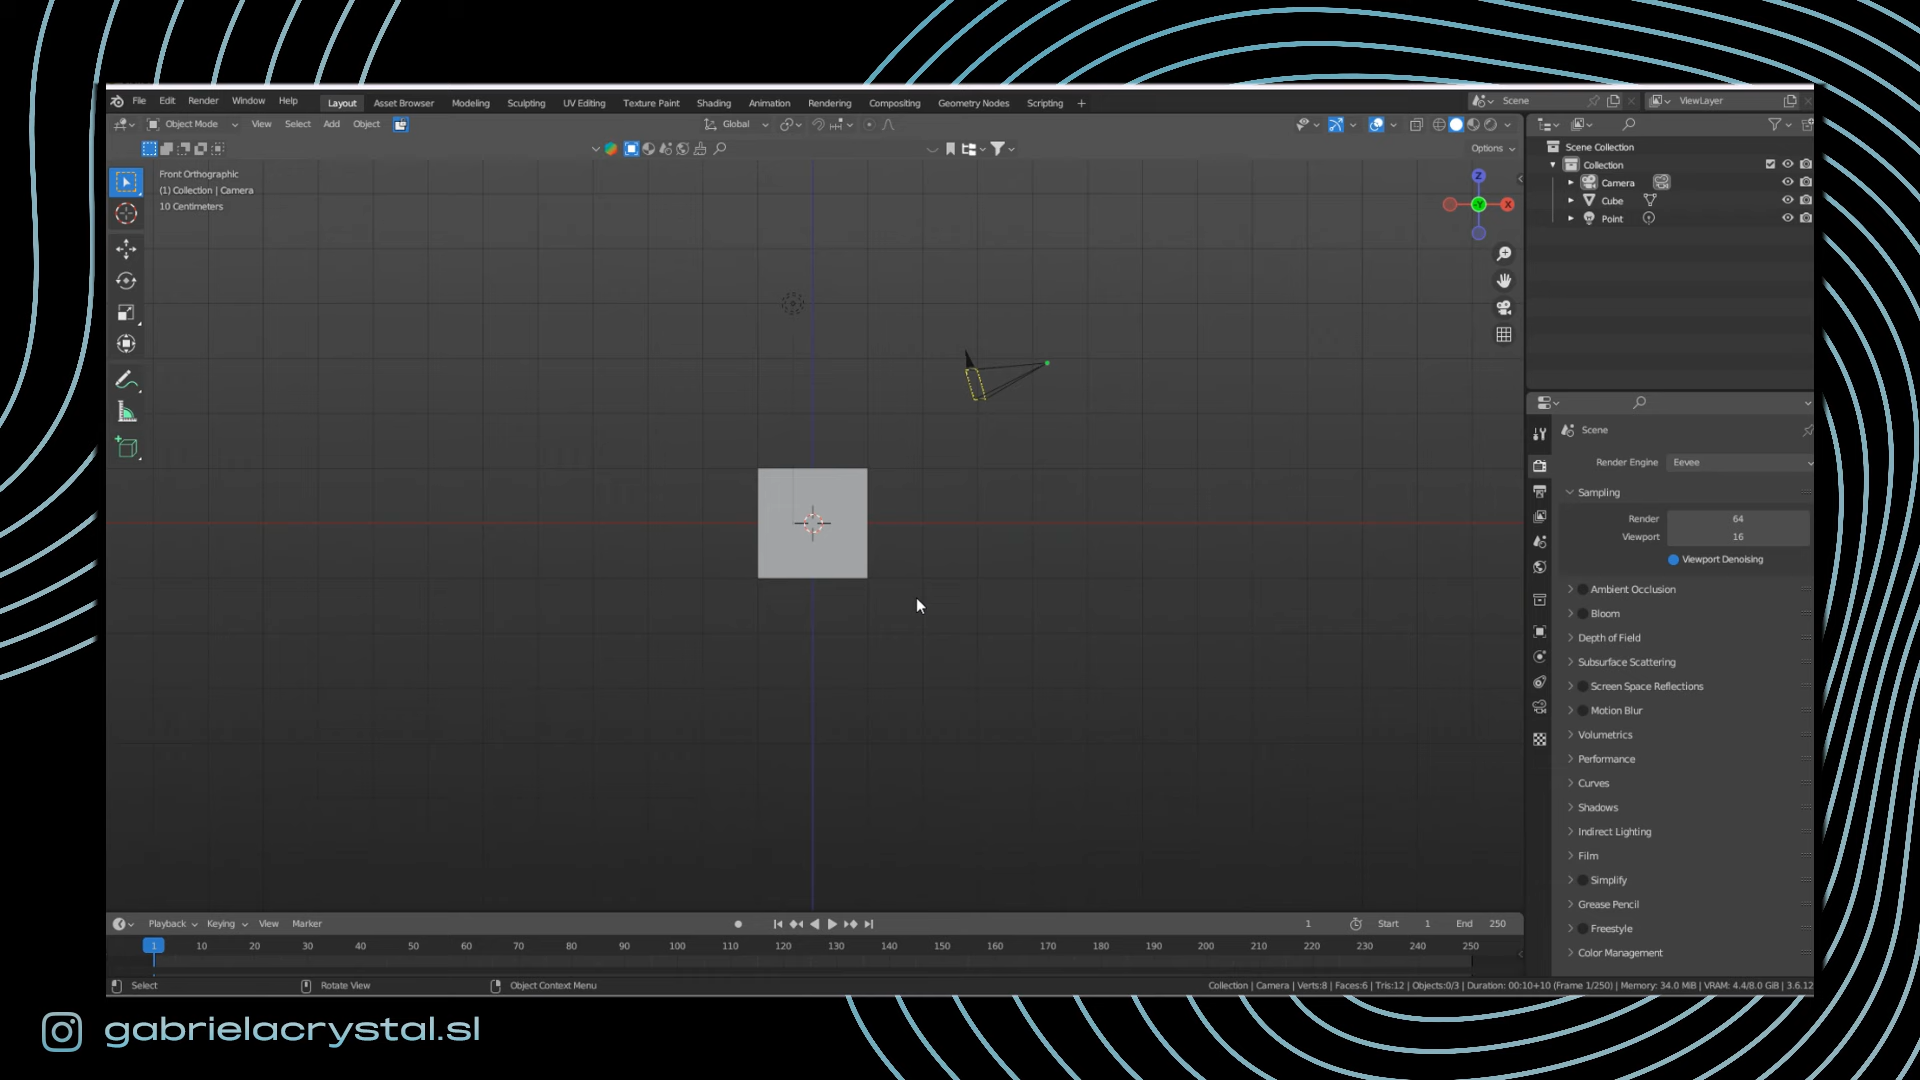 File Edit Render Window Help Layout Asset Browser Modeling Sculpting UV Editing Texture Paint Shading Animation Rendering Compositing Geometry Nodes Scripting + Scene ViewLayer
Object Mode View Select Add Object Global
Options
Front Orthographic
(1) Collection | Camera
10 Centimeters
Z
Y
X
Scene Collection
Collection
Camera
Cube
Point
Scene
Render Engine Eevee
Sampling
Render 64
Viewport 16
Viewport Denoising
Ambient Occlusion
Bloom
Depth of Field
Subsurface Scattering
Screen Space Reflections
Motion Blur
Volumetrics
Performance
Curves
Shadows
Indirect Lighting
Film
Simplify
Grease Pencil
Freestyle
Color Management
Playback Keying View Marker 1 Start 1 End 250
1 10 20 30 40 50 60 70 80 90 100 110 120 130 140 150 160 170 180 190 200 210 220 230 240 250
Select Rotate View Object Context Menu Collection | Camera | Verts:8 | Faces:6 | Tris:12 | Objects:0/3 | Duration: 00:10+10 (Frame 1/250) | Memory: 34.0 MiB | VRAM: 4.4/8.0 GiB | 3.6.12
gabrielacrystal.sl